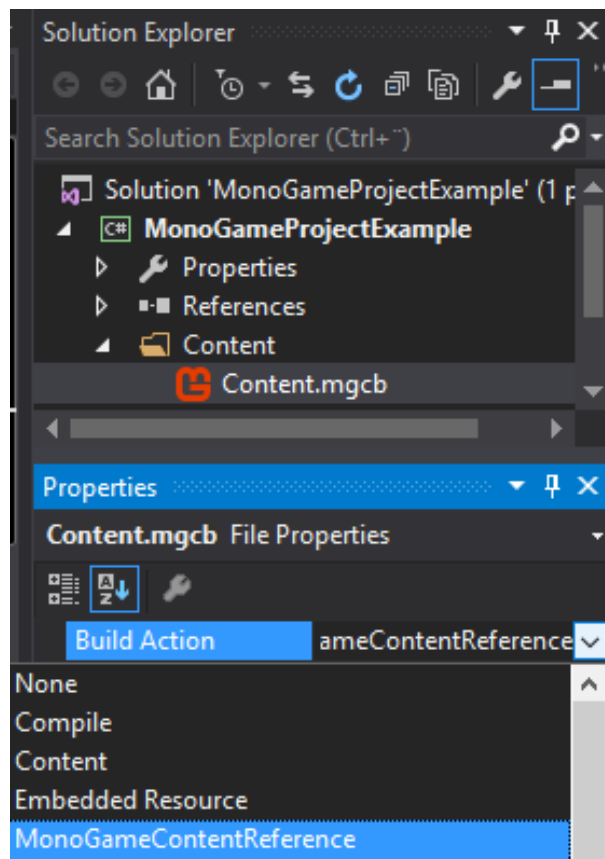 Solution Explorer
Search Solution Explorer (Ctrl+¨)
Solution 'MonoGameProjectExample' (1 p
C# MonoGameProjectExample
Properties
References
Content
Content.mgcb
Properties
Content.mgcb File Properties
Build Action ameContentReference
None
Compile
Content
Embedded Resource
MonoGameContentReference